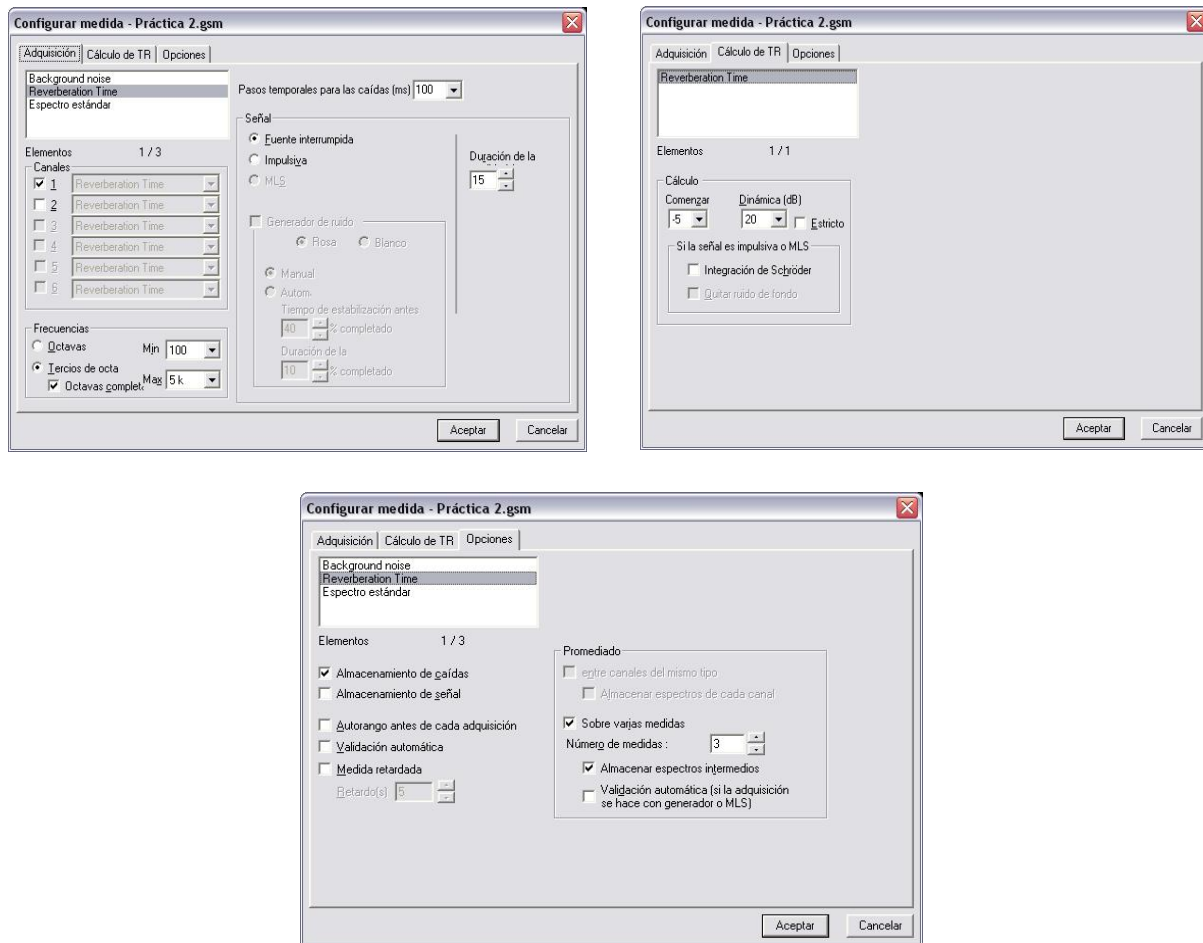 Configurar medida - Práctica 2.gsm
Adquisición
Cálculo de TR
Opciones
Background noise
Reverberation Time
Espectro estándar
Elementos 1 / 3
Canales
1 Reverberation Time
2 Reverberation Time
3 Reverberation Time
4 Reverberation Time
5 Reverberation Time
6 Reverberation Time
Frecuencias
Octavas
Tercios de octa
Octavas complet
Min 100
Max 5 k
Pasos temporales para las caídas (ms) 100
Señal
Fuente interrumpida
Impulsiva
MLS
Generador de ruido
Rosa
Blanco
Manual
Autom.
Tiempo de estabilización antes
40 % completado
Duración de la
10 % completado
Duración de la
15
Aceptar
Cancelar
Configurar medida - Práctica 2.gsm
Adquisición
Cálculo de TR
Opciones
Reverberation Time
Elementos 1 / 1
Cálculo
Comenzar
Dinámica (dB)
-5
20
Estricto
Si la señal es impulsiva o MLS
Integración de Schröder
Quitar ruido de fondo
Aceptar
Cancelar
Configurar medida - Práctica 2.gsm
Adquisición
Cálculo de TR
Opciones
Background noise
Reverberation Time
Espectro estándar
Elementos 1 / 3
Almacenamiento de caídas
Almacenamiento de señal
Autorango antes de cada adquisición
Validación automática
Medida retardada
Retardo(s) 5
Promediado
entre canales del mismo tipo
Almacenar espectros de cada canal
Sobre varias medidas
Número de medidas : 3
Almacenar espectros intermedios
Validación automática (si la adquisición
se hace con generador o MLS)
Aceptar
Cancelar